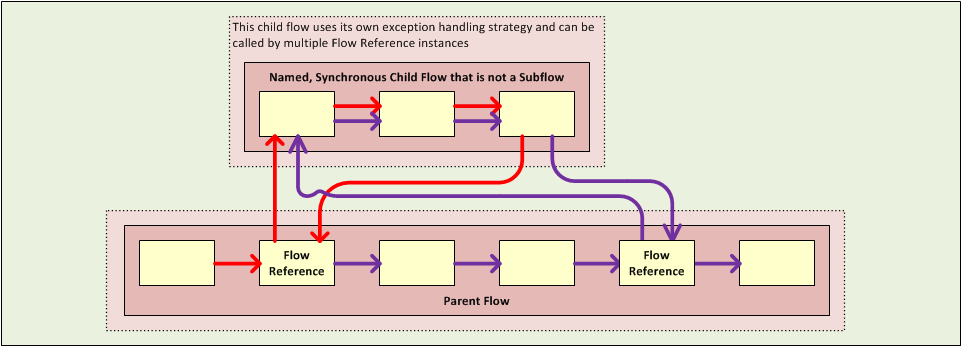 This child flow uses its own exception handling strategy and can be
called by multiple Flow Reference instances
Named, Synchronous Child Flow that is not a Subflow
Flow
Reference
Flow
Reference
Parent Flow